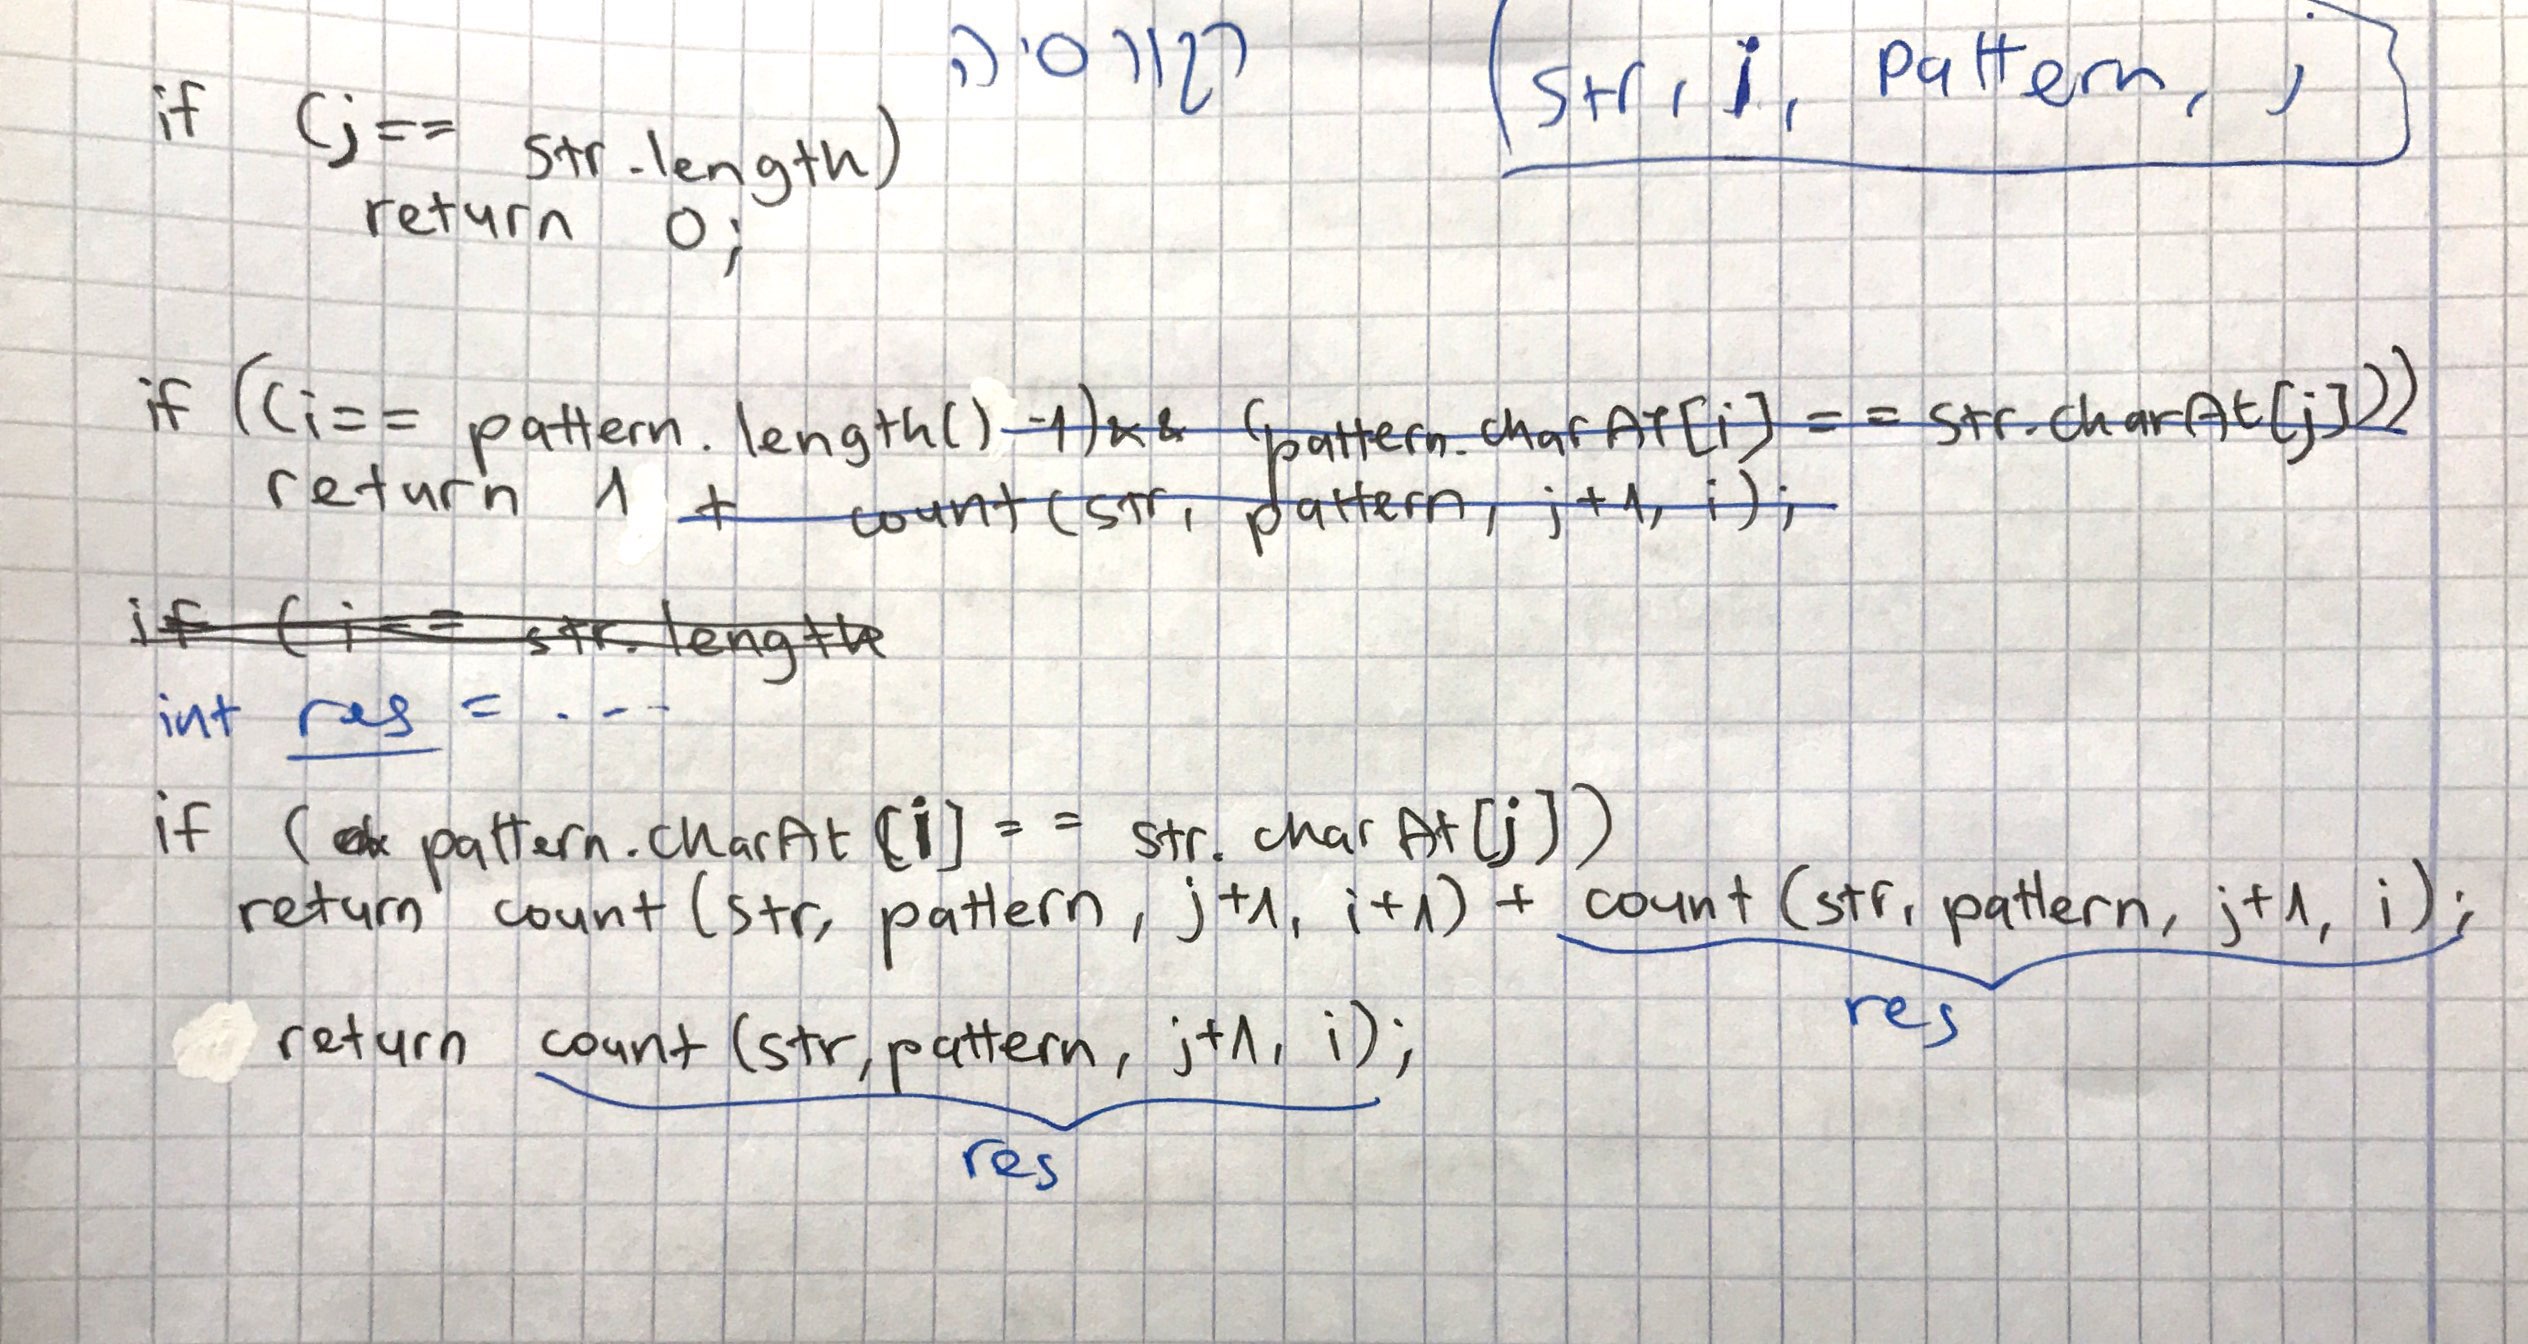 רקורסיה
(str, i, pattern, j)
if (j== str.length)
return 0;
if ((i== pattern.length() -1)&& (pattern.charAt[i] == str.charAt[j]))
return 1 + count(str, pattern, j+1, i);
if (j== str.length
int res = ...
if ( pattern.charAt[i] == str.charAt[j])
return count(str, pattern, j+1, i+1) + count(str, pattern, j+1, i);
res
return count(str, pattern, j+1, i);
res